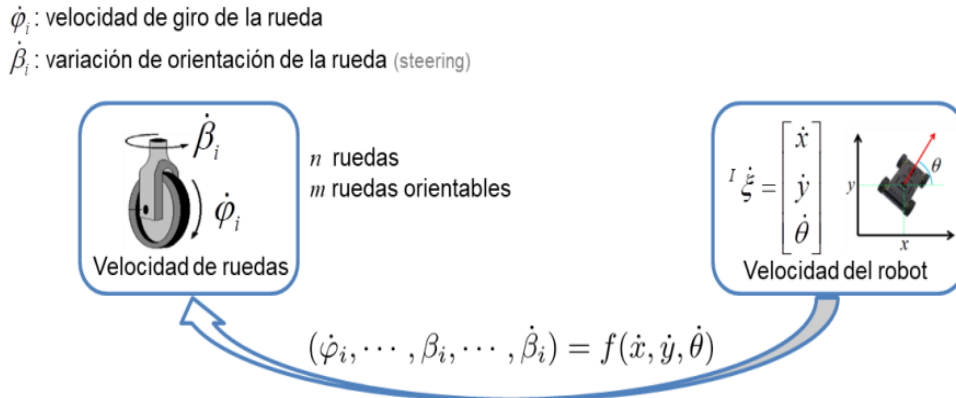 φ̇ᵢ : velocidad de giro de la rueda
β̇ᵢ : variación de orientación de la rueda (steering)
β̇ᵢ
φ̇ᵢ
Velocidad de ruedas
n ruedas
m ruedas orientables
ᴵξ̇ = [ẋ ẏ θ̇]
y
θ
x
Velocidad del robot
(φ̇ᵢ, ⋯ , βᵢ, ⋯ , β̇ᵢ) = f(ẋ, ẏ, θ̇)